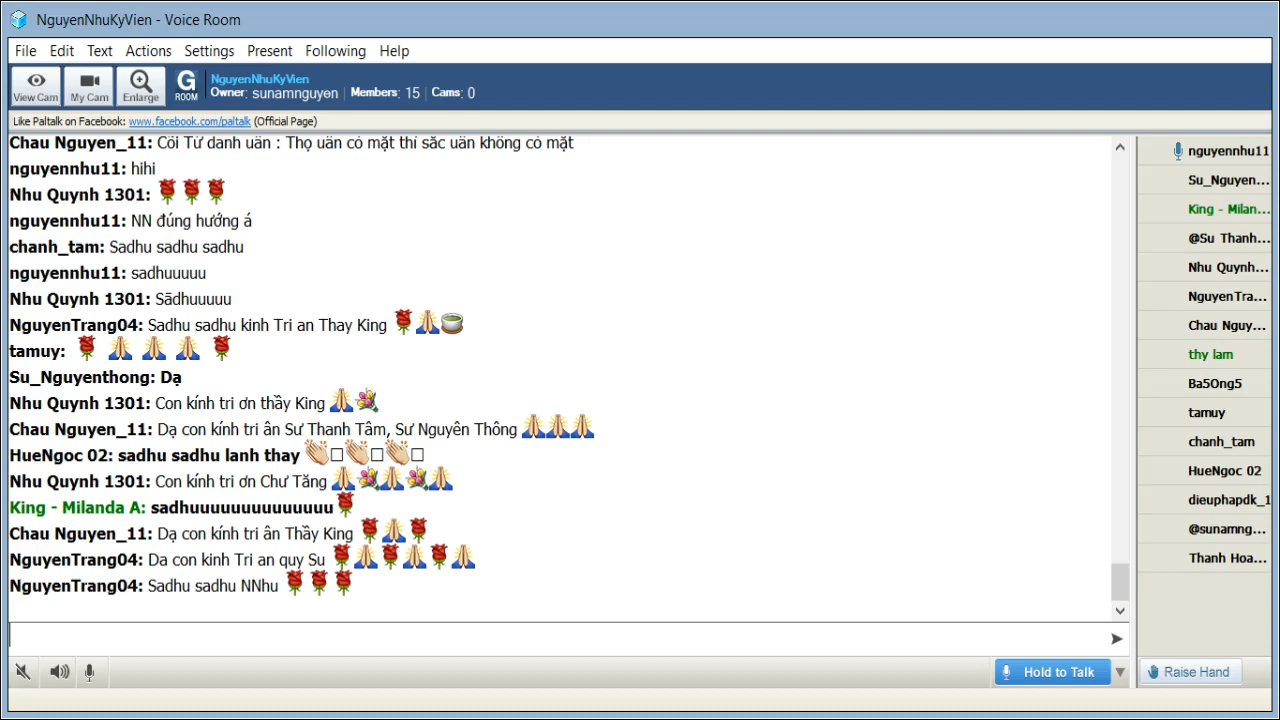 NguyenNhuKyVien - Voice Room
File Edit Text Actions Settings Present Following Help
View Cam My Cam Enlarge G ROOM
NguyenNhuKyVien
Owner: sunamnguyen Members: 15 Cams: 0
Like Paltalk on Facebook: www.facebook.com/paltalk (Official Page)
Chau Nguyen_11: Cõi Tứ danh uẩn : Thọ uẩn có mặt thì sắc uẩn không có mặt
nguyennhu11: hihi
Nhu Quynh 1301:
nguyennhu11: NN đúng hướng á
chanh_tam: Sadhu sadhu sadhu
nguyennhu11: sadhuuuuu
Nhu Quynh 1301: Sādhuuuuu
NguyenTrang04: Sadhu sadhu kinh Tri an Thay King
tamuy:
Su_Nguyenthong: Dạ
Nhu Quynh 1301: Con kính tri ơn thầy King
Chau Nguyen_11: Dạ con kính tri ân Sư Thanh Tâm, Sư Nguyên Thông
HueNgoc 02: sadhu sadhu lanh thay
Nhu Quynh 1301: Con kính tri ơn Chư Tăng
King - Milanda A: sadhuuuuuuuuuuuuuu
Chau Nguyen_11: Dạ con kính tri ân Thầy King
NguyenTrang04: Da con kinh Tri an quy Su
NguyenTrang04: Sadhu sadhu NNhu
nguyennhu11
Su_Nguyen...
King - Milan...
@Su Thanh...
Nhu Quynh...
NguyenTra...
Chau Nguy...
thy lam
Ba5Ong5
tamuy
chanh_tam
HueNgoc 02
dieuphapdk_1
@sunamng...
Thanh Hoa...
Hold to Talk
Raise Hand